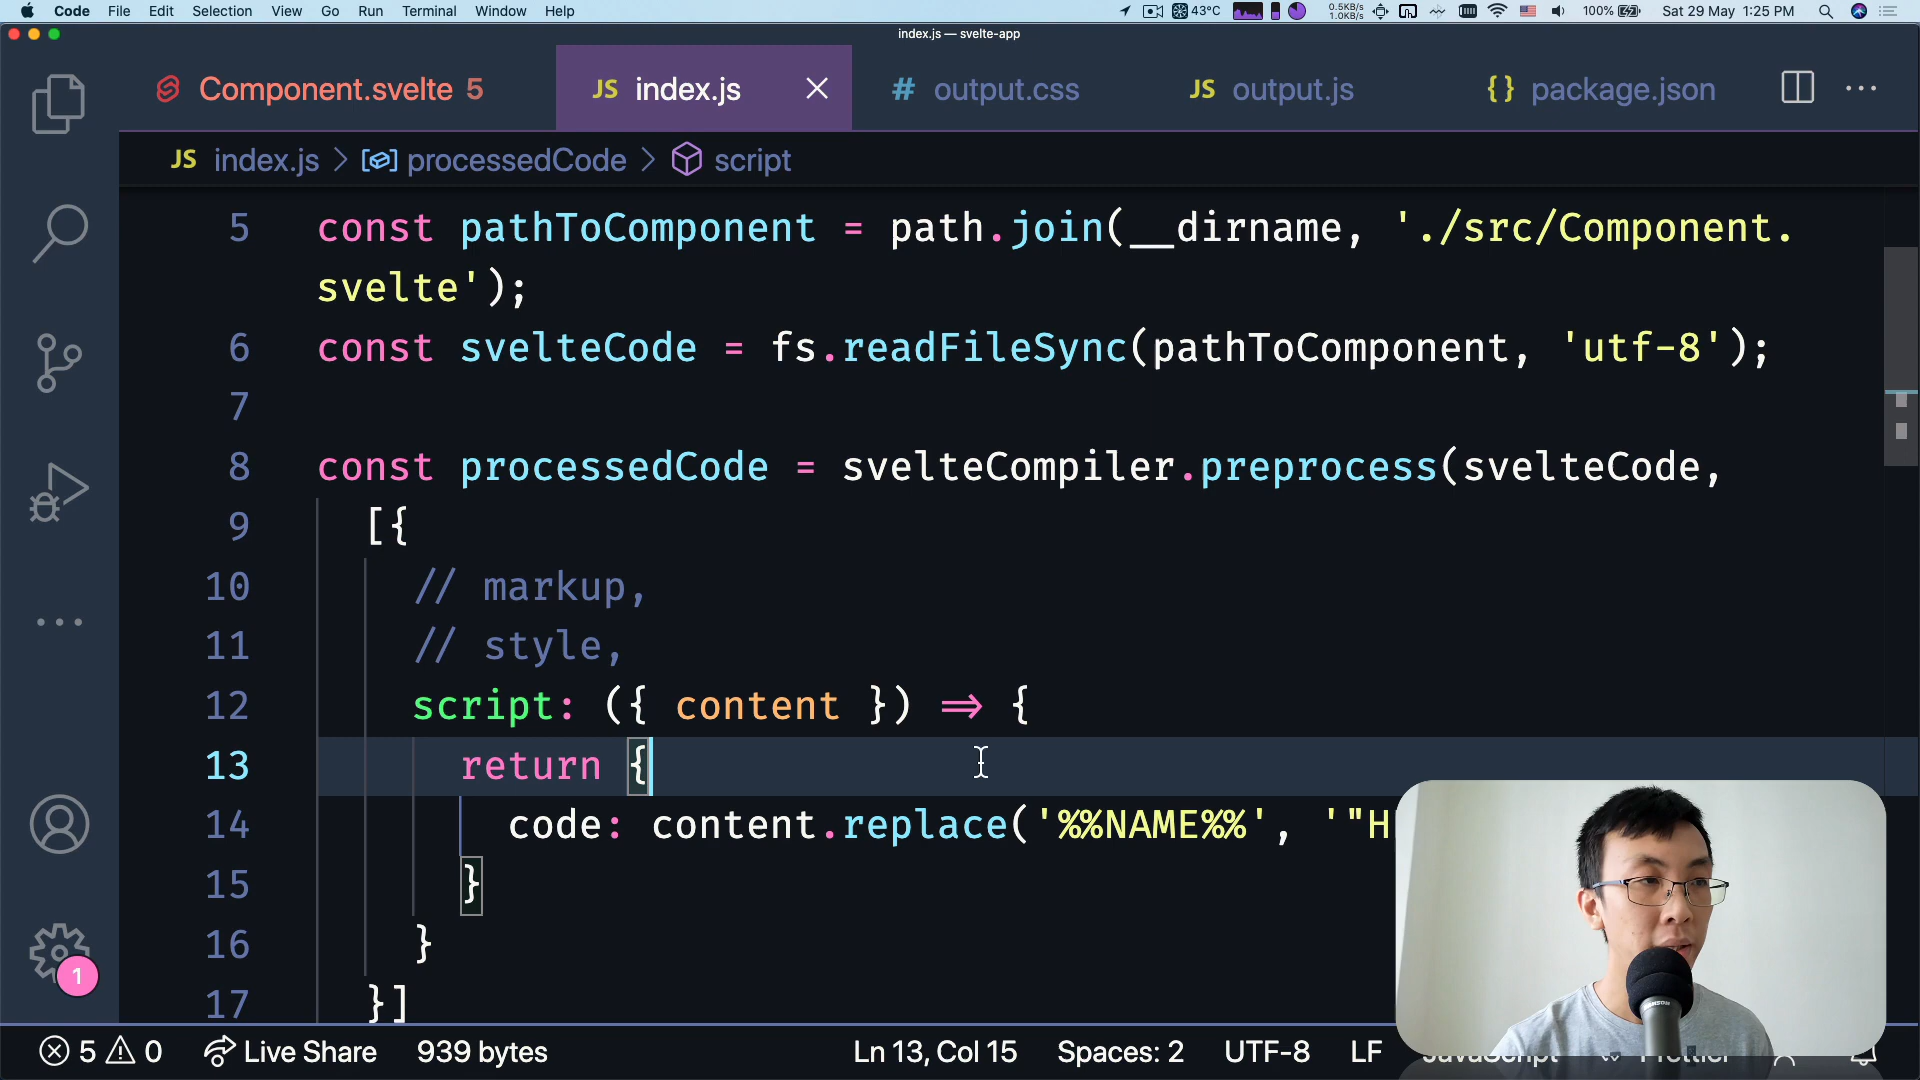 Code File Edit Selection View Go Run Terminal Window Help 43°C 0.5KB/s 1.0KB/s 100% Sat 29 May 1:25 PM
index.js — svelte-app
Component.svelte 5 JS index.js # output.css JS output.js {} package.json
JS index.js > processedCode > script
5 const pathToComponent = path.join(__dirname, './src/Component.
svelte');
6 const svelteCode = fs.readFileSync(pathToComponent, 'utf-8');
7
8 const processedCode = svelteCompiler.preprocess(svelteCode,
9 [{
10 // markup,
11 // style,
12 script: ({ content }) => {
13 return {
14 code: content.replace('%%NAME%%', '"H
15 }
16 }
17 }]
1
5 0 Live Share 939 bytes Ln 13, Col 15 Spaces: 2 UTF-8 LF JavaScript Prettier
SAMSON